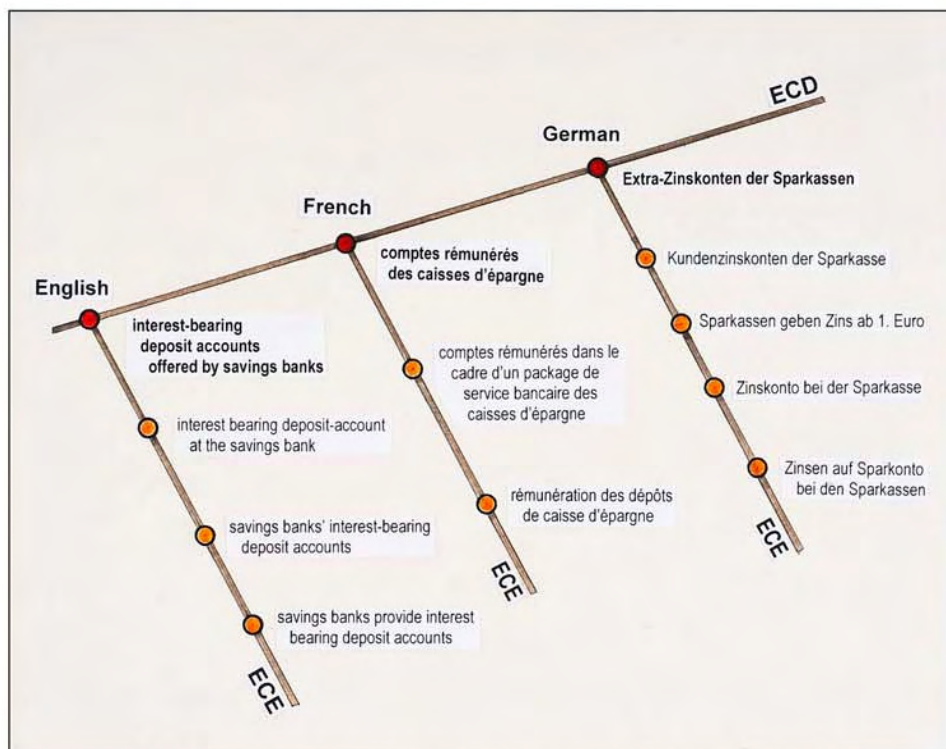 ECD
German
Extra-Zinskonten der Sparkassen
Kundenzinskonten der Sparkasse
Sparkassen geben Zins ab 1. Euro
Zinskonto bei der Sparkasse
Zinsen auf Sparkonto
bei den Sparkassen
ECE
French
comptes rémunérés
des caisses d'épargne
comptes rémunérés dans le
cadre d'un package de
service bancaire des
caisses d'épargne
rémunération des dépôts
de caisse d'épargne
ECE
English
interest-bearing
deposit accounts
offered by savings banks
interest bearing deposit-account
at the savings bank
savings banks' interest-bearing
deposit accounts
savings banks provide interest
bearing deposit accounts
ECE